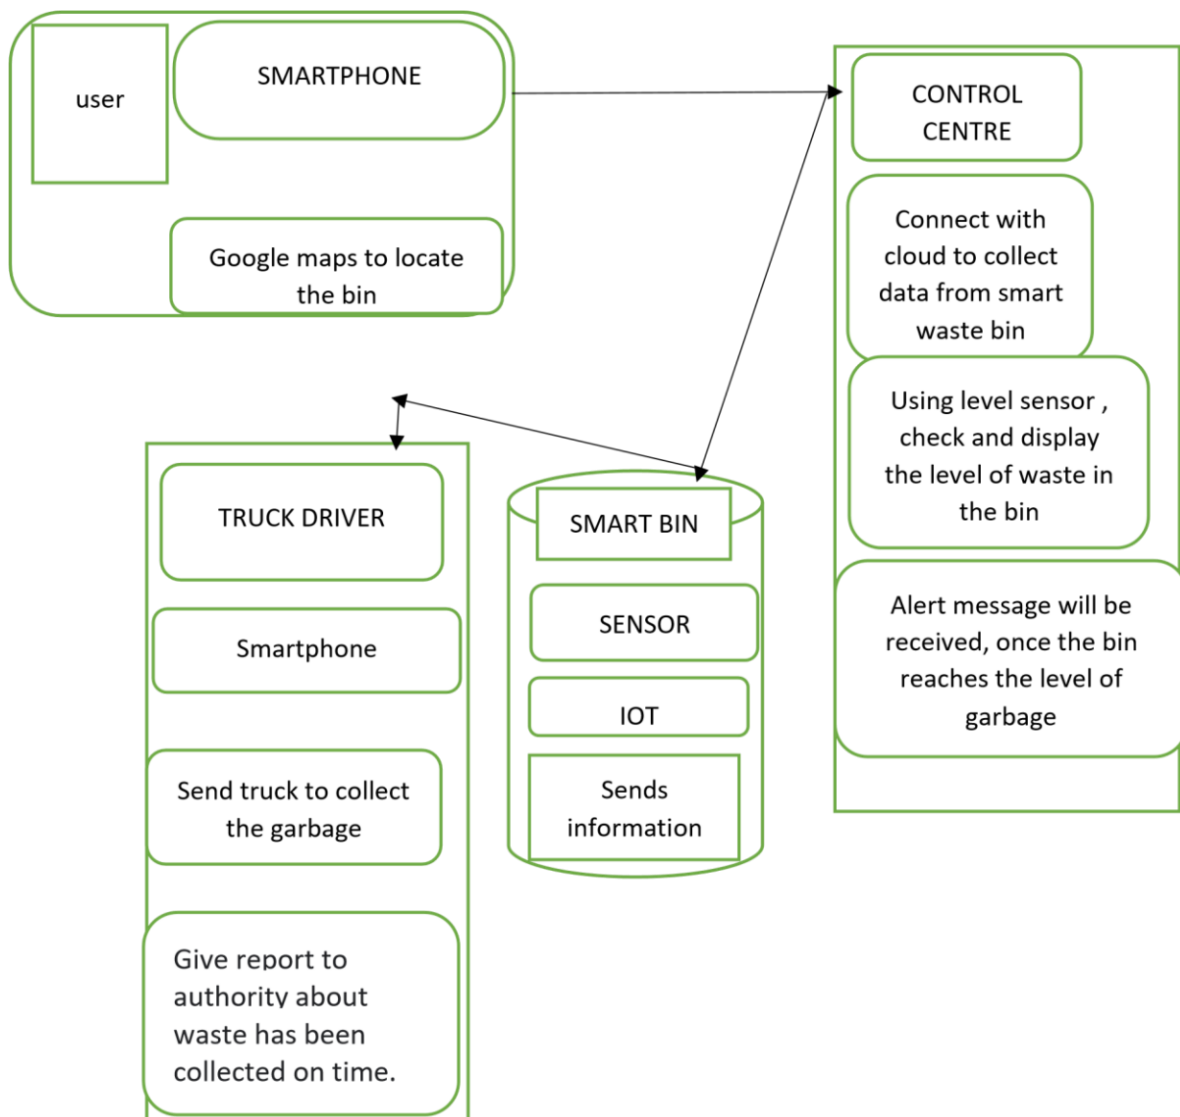 user
SMARTPHONE
Google maps to locate
the bin
CONTROL
CENTRE
Connect with
cloud to collect
data from smart
waste bin
Using level sensor ,
check and display
the level of waste in
the bin
Alert message will be
received, once the bin
reaches the level of
garbage
TRUCK DRIVER
Smartphone
Send truck to collect
the garbage
Give report to
authority about
waste has been
collected on time.
SMART BIN
SENSOR
IOT
Sends
information